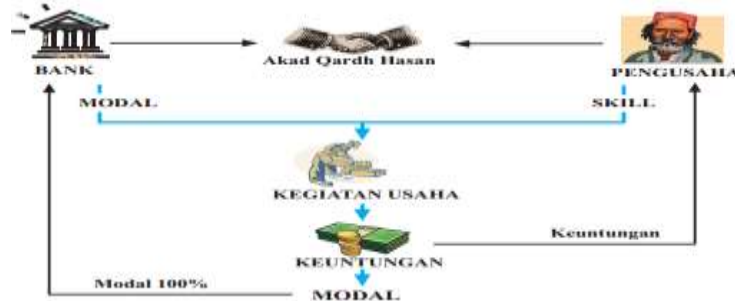 BANK
Akad Qardh Hasan
PENGUSAHA
MODAL
SKILL
KEGIATAN USAHA
Keuntungan
KEUNTUNGAN
Modal 100%
MODAL